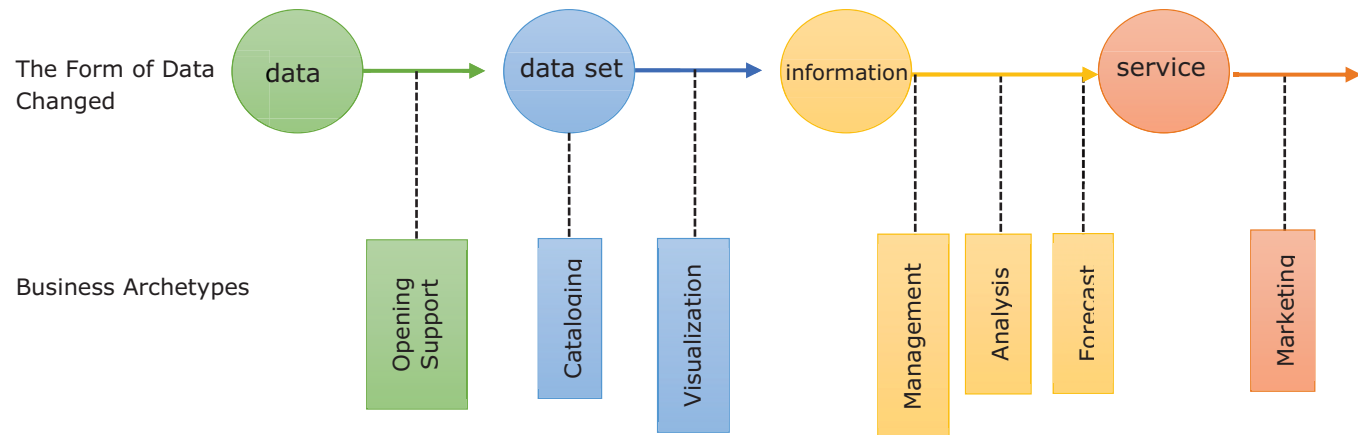 The Form of Data
Changed
data
data set
information
service
Business Archetypes
Opening
Support
Cataloging
Visualization
Management
Analysis
Forecast
Marketing